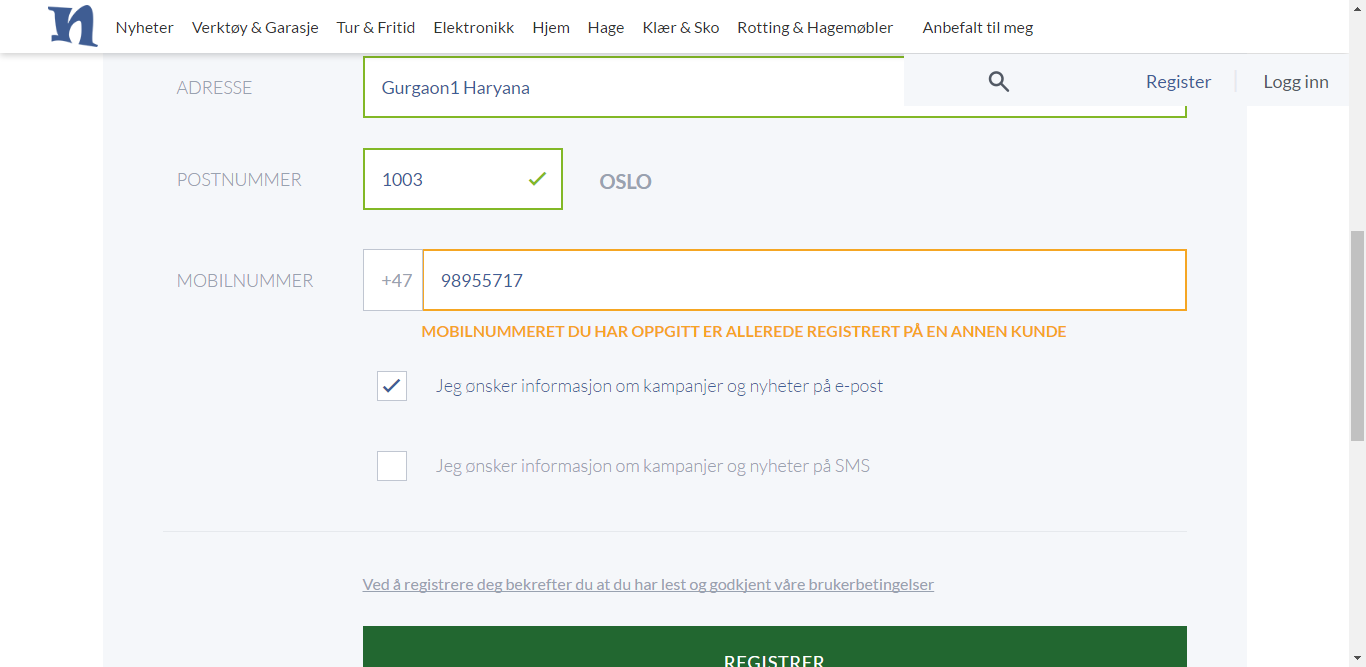 n
Nyheter Verktøy & Garasje Tur & Fritid Elektronikk Hjem Hage Klær & Sko Rotting & Hagemøbler Anbefalt til meg
Register Logg inn
ADRESSE Gurgaon1 Haryana
POSTNUMMER 1003 OSLO
MOBILNUMMER +47 98955717
MOBILNUMMERET DU HAR OPPGITT ER ALLEREDE REGISTRERT PÅ EN ANNEN KUNDE
Jeg ønsker informasjon om kampanjer og nyheter på e-post
Jeg ønsker informasjon om kampanjer og nyheter på SMS
Ved å registrere deg bekrefter du at du har lest og godkjent våre brukerbetingelser
REGISTRER